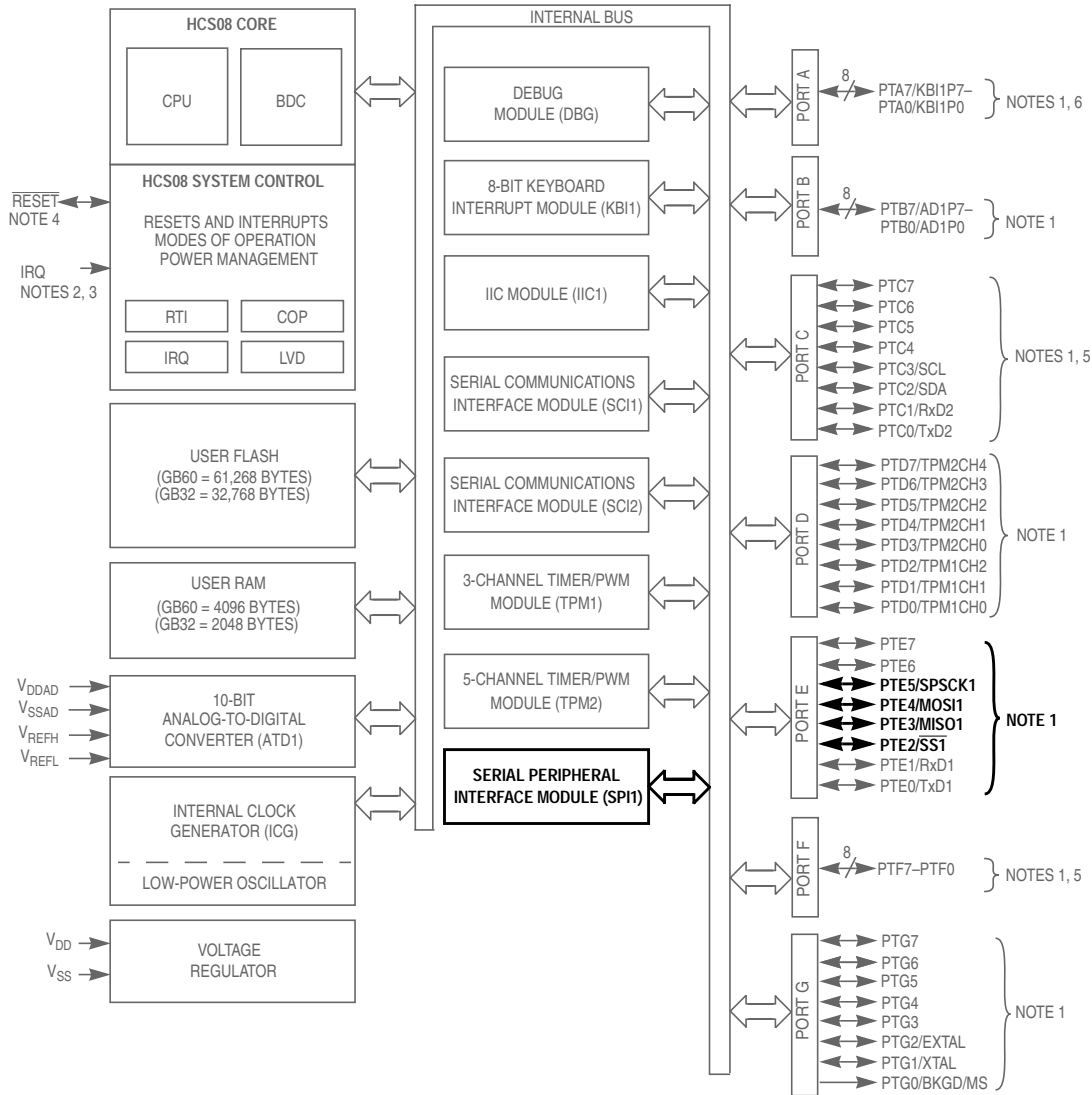 HCS08 CORE
CPU
BDC
HCS08 SYSTEM CONTROL
RESETS AND INTERRUPTS
MODES OF OPERATION
POWER MANAGEMENT
RTI
COP
IRQ
LVD
RESET
NOTE 4
IRQ
NOTES 2, 3
USER FLASH
(GB60 = 61,268 BYTES)
(GB32 = 32,768 BYTES)
USER RAM
(GB60 = 4096 BYTES)
(GB32 = 2048 BYTES)
VDDAD
VSSAD
VREFH
VREFL
10-BIT
ANALOG-TO-DIGITAL
CONVERTER (ATD1)
INTERNAL CLOCK
GENERATOR (ICG)
LOW-POWER OSCILLATOR
VDD
VSS
VOLTAGE
REGULATOR
INTERNAL BUS
DEBUG
MODULE (DBG)
8-BIT KEYBOARD
INTERRUPT MODULE (KBI1)
IIC MODULE (IIC1)
SERIAL COMMUNICATIONS
INTERFACE MODULE (SCI1)
SERIAL COMMUNICATIONS
INTERFACE MODULE (SCI2)
3-CHANNEL TIMER/PWM
MODULE (TPM1)
5-CHANNEL TIMER/PWM
MODULE (TPM2)
SERIAL PERIPHERAL
INTERFACE MODULE (SPI1)
PORT A
8
PTA7/KBI1P7–
PTA0/KBI1P0
NOTES 1, 6
PORT B
8
PTB7/AD1P7–
PTB0/AD1P0
NOTE 1
PORT C
PTC7
PTC6
PTC5
PTC4
PTC3/SCL
PTC2/SDA
PTC1/RxD2
PTC0/TxD2
NOTES 1, 5
PORT D
PTD7/TPM2CH4
PTD6/TPM2CH3
PTD5/TPM2CH2
PTD4/TPM2CH1
PTD3/TPM2CH0
PTD2/TPM1CH2
PTD1/TPM1CH1
PTD0/TPM1CH0
NOTE 1
PORT E
PTE7
PTE6
PTE5/SPSCK1
PTE4/MOSI1
PTE3/MISO1
PTE2/SS1
PTE1/RxD1
PTE0/TxD1
NOTE 1
PORT F
8
PTF7–PTF0
NOTES 1, 5
PORT G
PTG7
PTG6
PTG5
PTG4
PTG3
PTG2/EXTAL
PTG1/XTAL
PTG0/BKGD/MS
NOTE 1